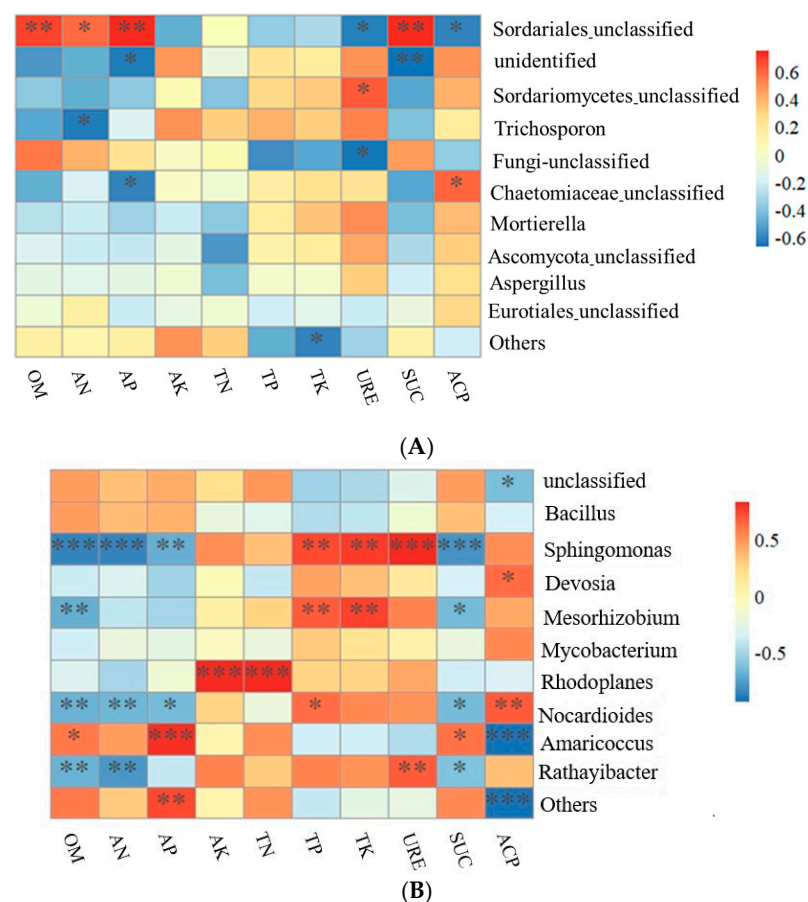 ** * ** * ** * Sordariales_unclassified
* ** unidentified
* Sordariomycetes_unclassified
* Trichosporon
* Fungi-unclassified
* * Chaetomiaceae_unclassified
Mortierella
Ascomycota_unclassified
Aspergillus
Eurotiales_unclassified
* Others
0.6
0.4
0.2
0
-0.2
-0.4
-0.6
OM AN AP AK TN TP TK URE SUC ACP
(A)
* unclassified
Bacillus
*** *** ** ** ** *** *** Sphingomonas
* Devosia
** ** ** * Mesorhizobium
Mycobacterium
*** *** Rhodoplanes
** ** * * * ** Nocardioides
* *** * *** Amaricoccus
** ** ** * Rathayibacter
** *** Others
0.5
0
-0.5
OM AN AP AK TN TP TK URE SUC ACP
(B)